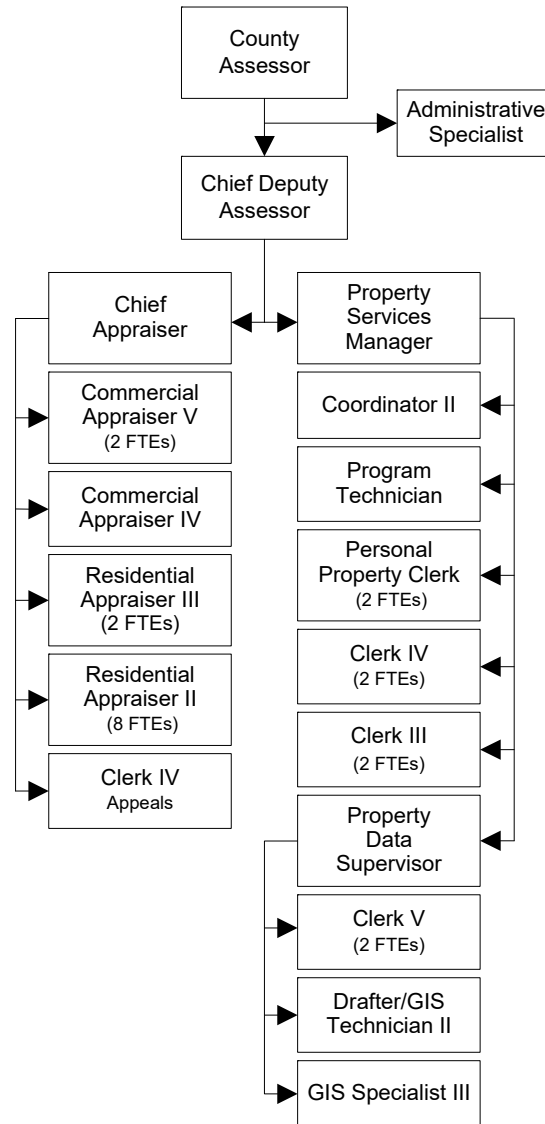 County
Assessor
Administrative
Specialist
Chief Deputy
Assessor
Chief
Appraiser
Commercial
Appraiser V
(2 FTEs)
Commercial
Appraiser IV
Residential
Appraiser III
(2 FTEs)
Residential
Appraiser II
(8 FTEs)
Clerk IV
Appeals
Property
Services
Manager
Coordinator II
Program
Technician
Personal
Property Clerk
(2 FTEs)
Clerk IV
(2 FTEs)
Clerk III
(2 FTEs)
Property
Data
Supervisor
Clerk V
(2 FTEs)
Drafter/GIS
Technician II
GIS Specialist III